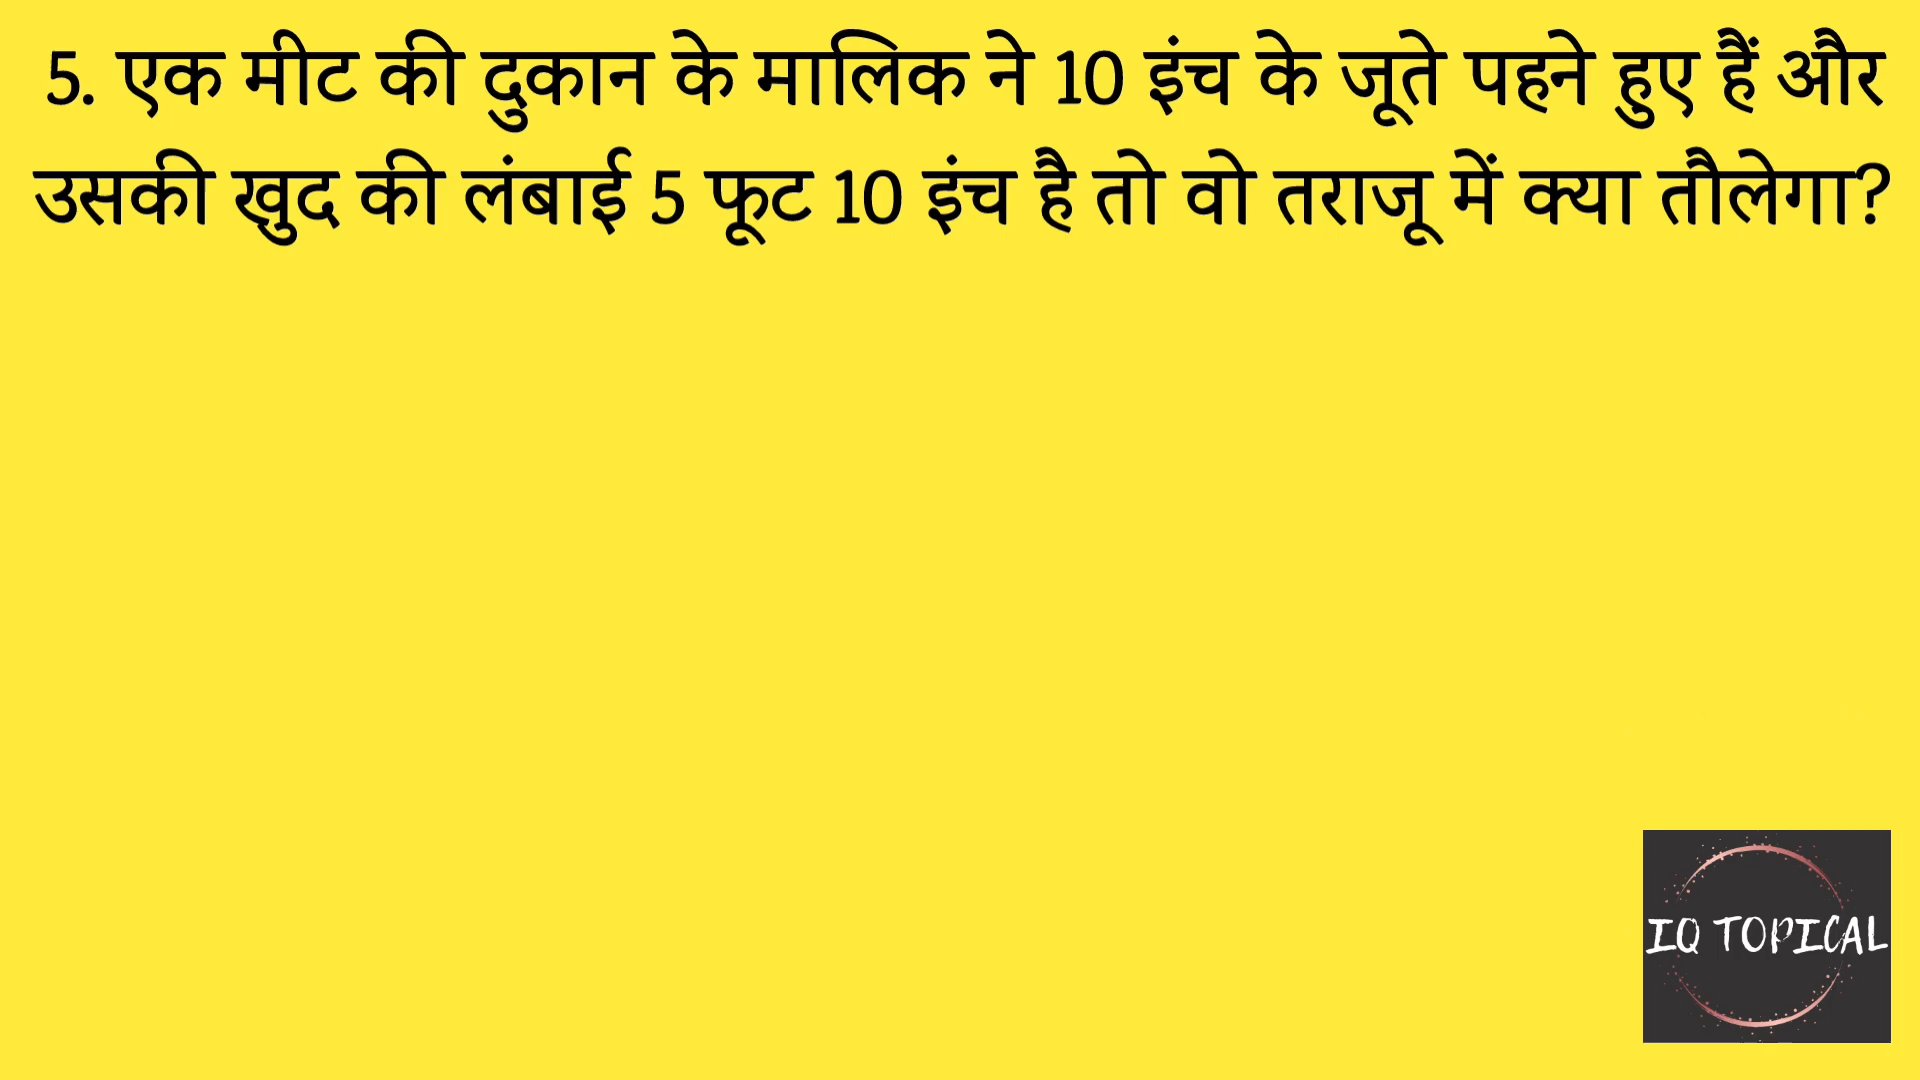 5. एक मीट की दुकान के मालिक ने 10 इंच के जूते पहने हुए हैं और
उसकी खुद की लंबाई 5 फूट 10 इंच है तो वो तराजू में क्या तौलेगा?
IQ TOPICAL